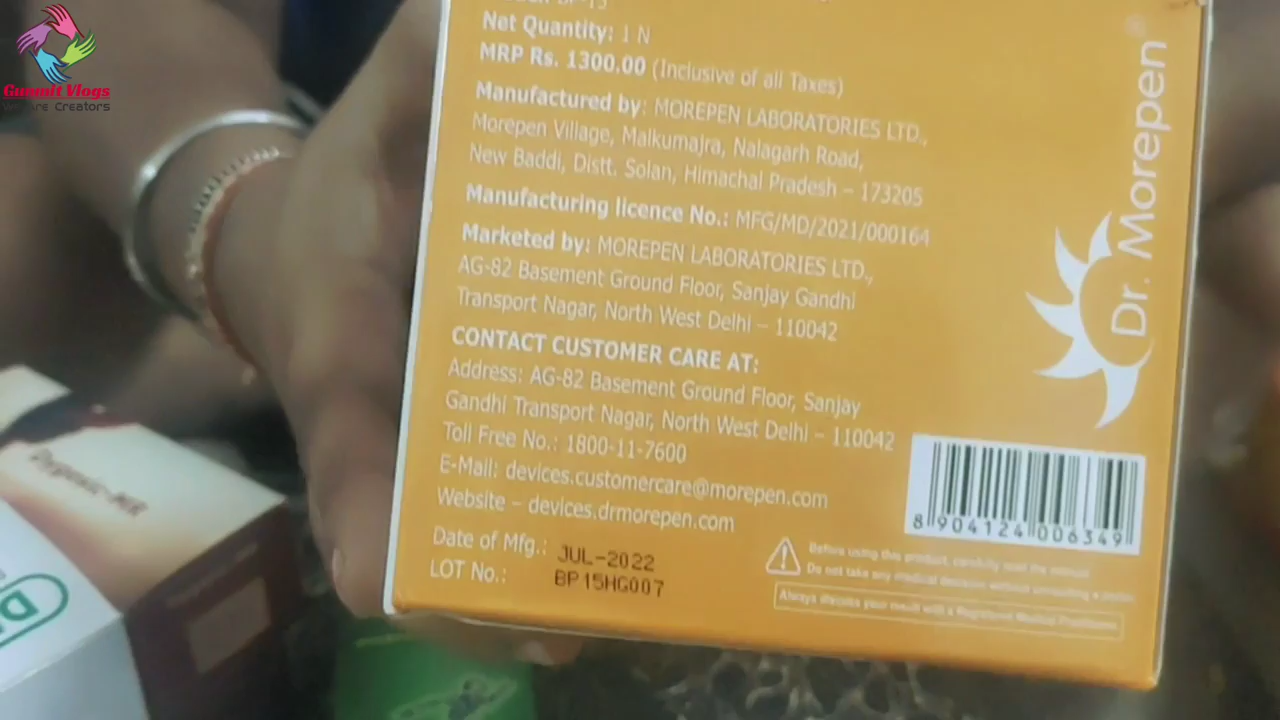 Gummit Vlogs
We Are Creators
BP-15
Net Quantity: 1 N
MRP Rs. 1300.00 (Inclusive of all Taxes)
Manufactured by: MOREPEN LABORATORIES LTD.,
Morepen Village, Malkumajra, Nalagarh Road,
New Baddi, Distt. Solan, Himachal Pradesh – 173205
Manufacturing licence No.: MFG/MD/2021/000164
Marketed by: MOREPEN LABORATORIES LTD.,
AG-82 Basement Ground Floor, Sanjay Gandhi
Transport Nagar, North West Delhi – 110042
CONTACT CUSTOMER CARE AT:
Address: AG-82 Basement Ground Floor, Sanjay
Gandhi Transport Nagar, North West Delhi – 110042
Toll Free No.: 1800-11-7600
E-Mail: devices.customercare@morepen.com
Website – devices.drmorepen.com
Date of Mfg.: JUL-2022
LOT No.: BP15HG007
Dr. Morepen
8 904124 006349
Before using this product, carefully read the manual.
Do not take any medical decision without consulting a doctor.
Always discuss your result with a Registered Medical Practitioner